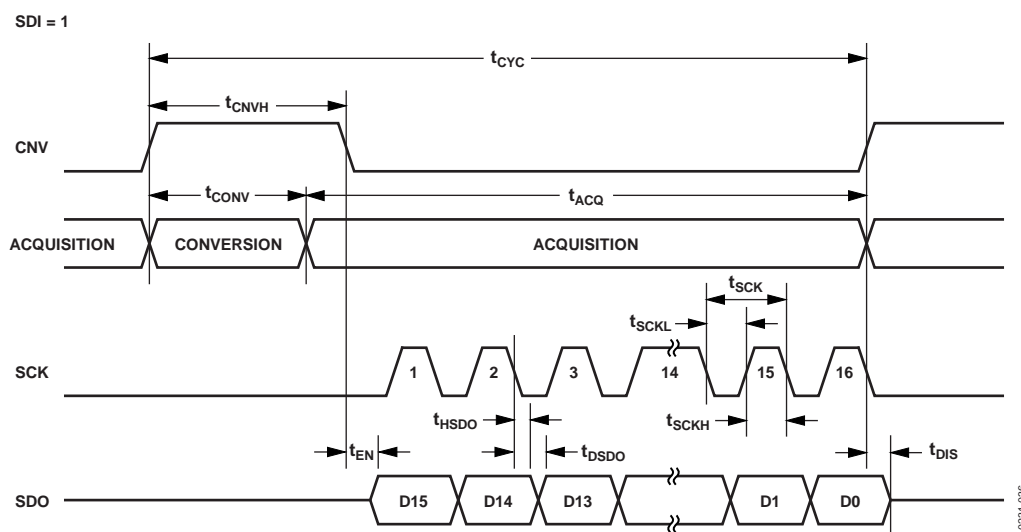 SDI = 1
tCYC
tCNVH
CNV
tCONV
tACQ
ACQUISITION
CONVERSION
ACQUISITION
tSCK
tSCKL
SCK
1
2
3
14
15
16
tHSDO
tSCKH
tEN
tDSDO
tDIS
SDO
D15
D14
D13
D1
D0